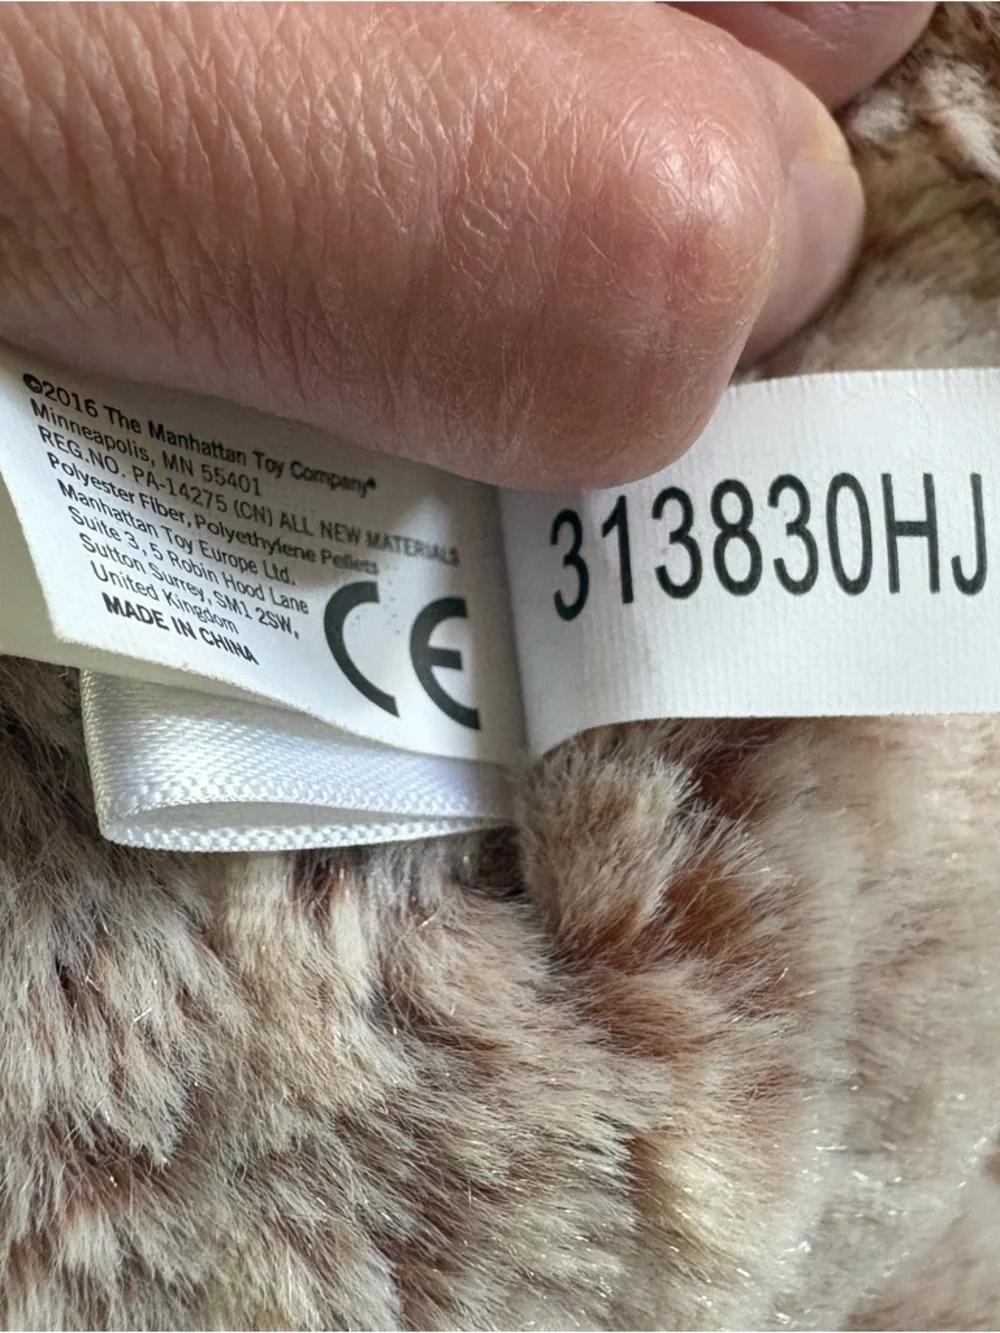 ©2016 The Manhattan Toy Company®
Minneapolis, MN 55401
REG.NO. PA-14275 (CN) ALL NEW MATERIALS
Polyester Fiber, Polyethylene Pellets
Manhattan Toy Europe Ltd.
Suite 3, 5 Robin Hood Lane
Sutton Surrey, SM1 2SW,
United Kingdom
MADE IN CHINA
CE
313830HJ